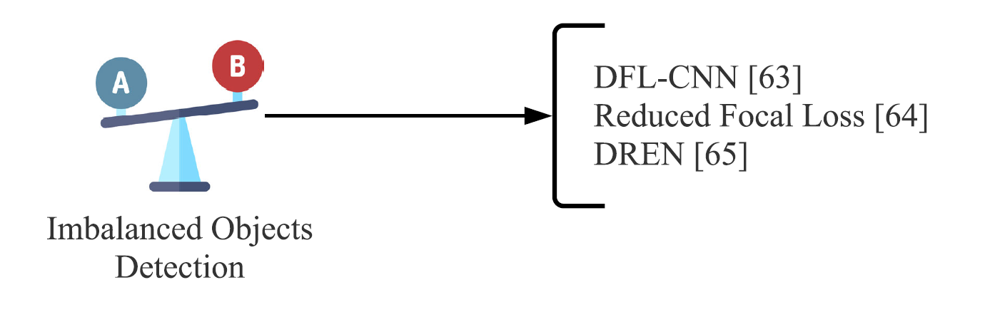 A
B
DFL-CNN [63]
Reduced Focal Loss [64]
DREN [65]
Imbalanced Objects
Detection